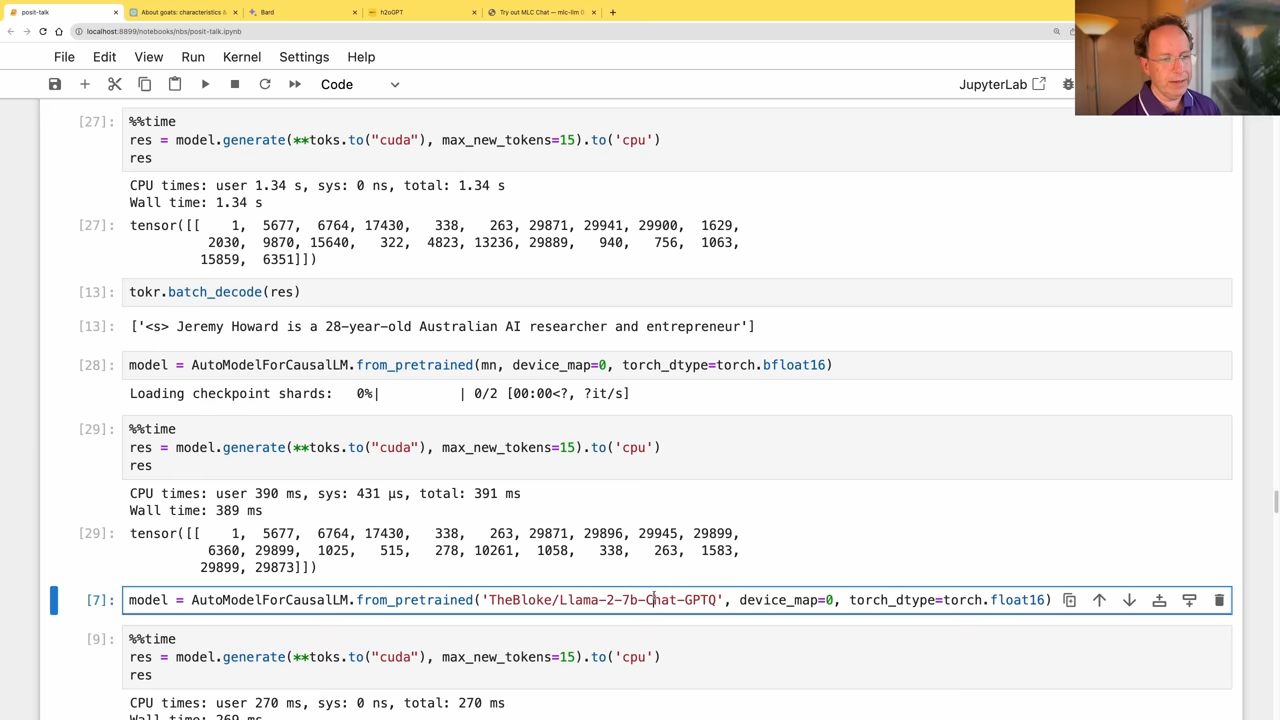 posit-talk
About goats: characteristics &
Bard
h2oGPT
Try out MLC Chat — mlc-llm 0
localhost:8899/notebooks/nbs/posit-talk.ipynb
File Edit View Run Kernel Settings Help
Code
JupyterLab
[27]:
%%time
res = model.generate(**toks.to("cuda"), max_new_tokens=15).to('cpu')
res
CPU times: user 1.34 s, sys: 0 ns, total: 1.34 s
Wall time: 1.34 s
[27]:
tensor([[    1,  5677,  6764, 17430,   338,   263, 29871, 29941, 29900,  1629,
2030,  9870, 15640,   322,  4823, 13236, 29889,   940,   756,  1063,
15859,  6351]])
[13]:
tokr.batch_decode(res)
[13]:
['<s> Jeremy Howard is a 28-year-old Australian AI researcher and entrepreneur']
[28]:
model = AutoModelForCausalLM.from_pretrained(mn, device_map=0, torch_dtype=torch.bfloat16)
Loading checkpoint shards:   0%|          | 0/2 [00:00<?, ?it/s]
[29]:
%%time
res = model.generate(**toks.to("cuda"), max_new_tokens=15).to('cpu')
res
CPU times: user 390 ms, sys: 431 µs, total: 391 ms
Wall time: 389 ms
[29]:
tensor([[    1,  5677,  6764, 17430,   338,   263, 29871, 29896, 29945, 29899,
6360, 29899,  1025,   515,   278, 10261,  1058,   338,   263,  1583,
29899, 29873]])
[7]:
model = AutoModelForCausalLM.from_pretrained('TheBloke/Llama-2-7b-Chat-GPTQ', device_map=0, torch_dtype=torch.float16)
[9]:
%%time
res = model.generate(**toks.to("cuda"), max_new_tokens=15).to('cpu')
res
CPU times: user 270 ms, sys: 0 ns, total: 270 ms
Wall time: 269 ms